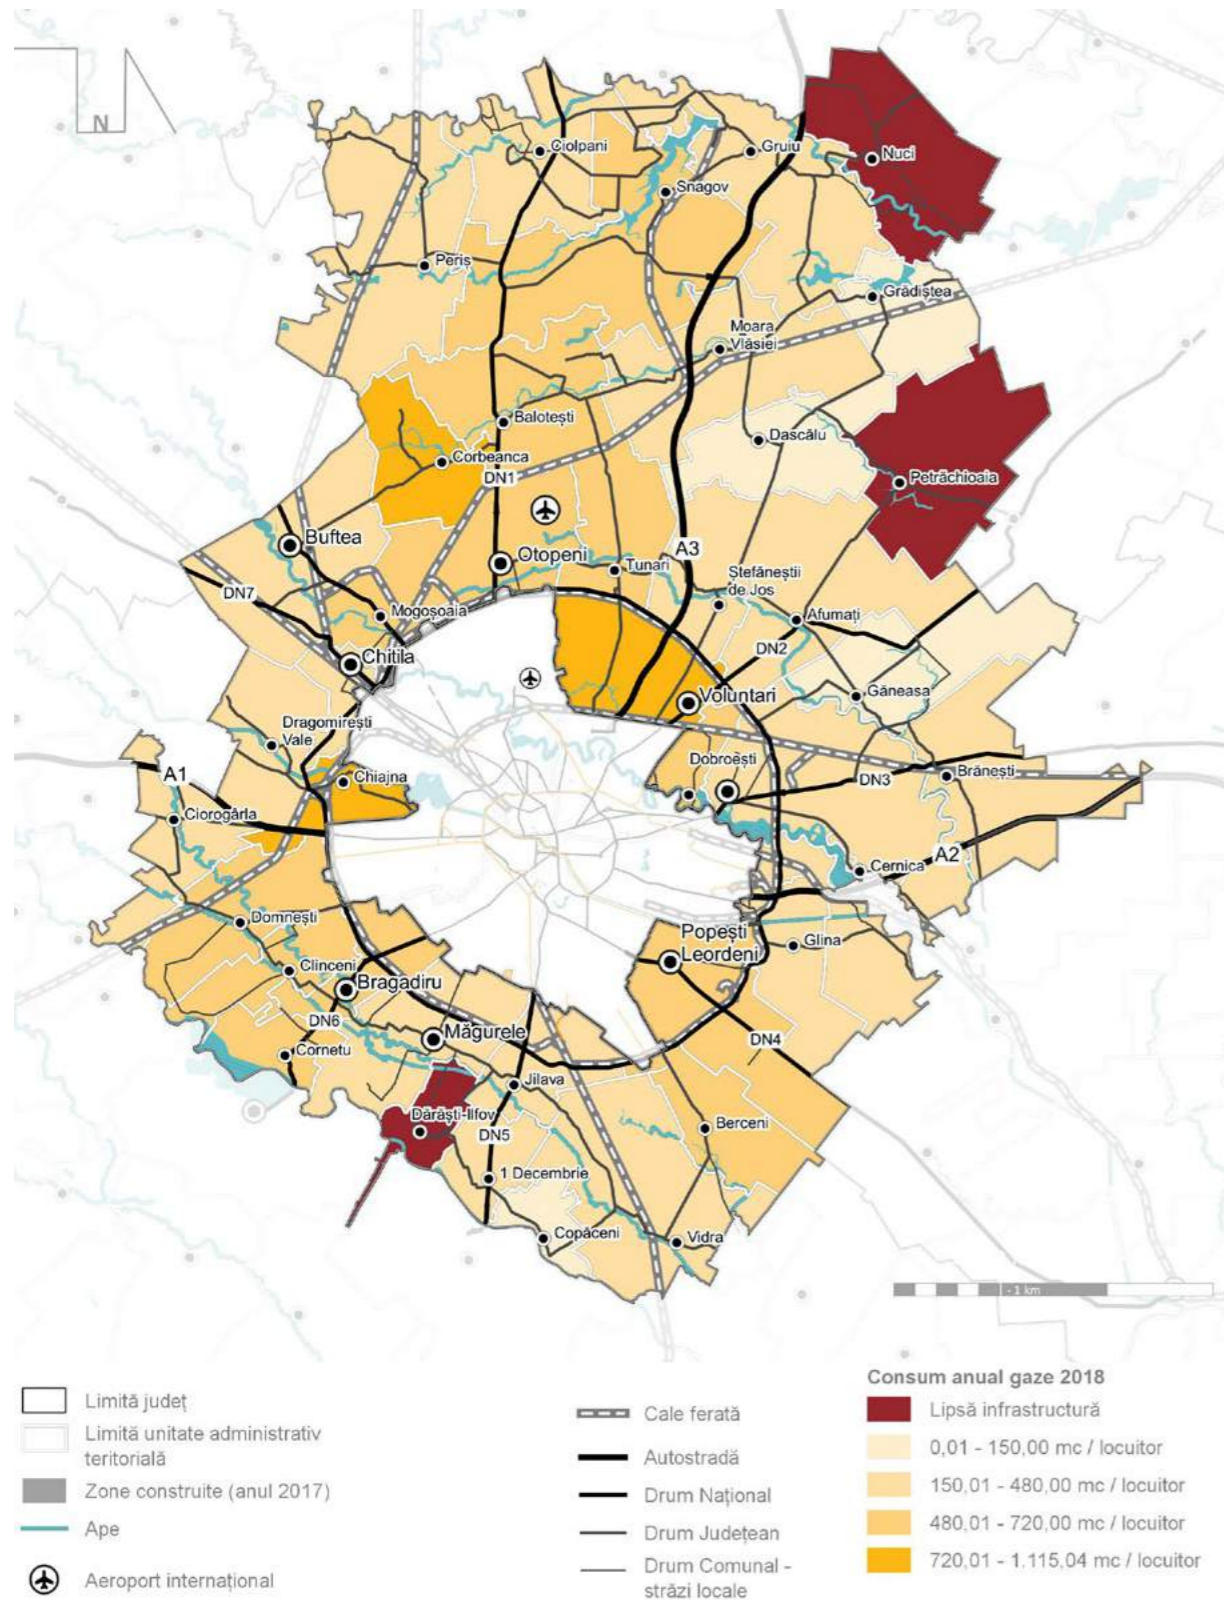 N
Ciolpani
Gruiu
Nuci
Snagov
Periș
Grădiștea
Moara
Vlăsiei
Balotești
Dascălu
Corbeanca
DN1
Petrăchioaia
Buftea
Otopeni
A3
Tunari
Ștefăneștii
de Jos
DN7
Mogoșoaia
Afumați
DN2
Chitila
Găneasa
Voluntari
Dragomirești
Vale
Dobroești
A1
Chiajna
DN3
Brănești
Ciorogârla
A2
Cernica
Domnești
Popești
Leordeni
Glina
Clinceni
Bragadiru
DN6
Măgurele
DN4
Cornetu
Jilava
Dărăști-Ilfov
DN5
Berceni
1 Decembrie
Copăceni
Vidra
- 1 km
Limită județ
Limită unitate administrativ
teritorială
Zone construite (anul 2017)
Ape
Aeroport internațional
Cale ferată
Autostradă
Drum Național
Drum Județean
Drum Comunal -
străzi locale
Consum anual gaze 2018
Lipsă infrastructură
0,01 - 150,00 mc / locuitor
150,01 - 480,00 mc / locuitor
480,01 - 720,00 mc / locuitor
720,01 - 1.115,04 mc / locuitor